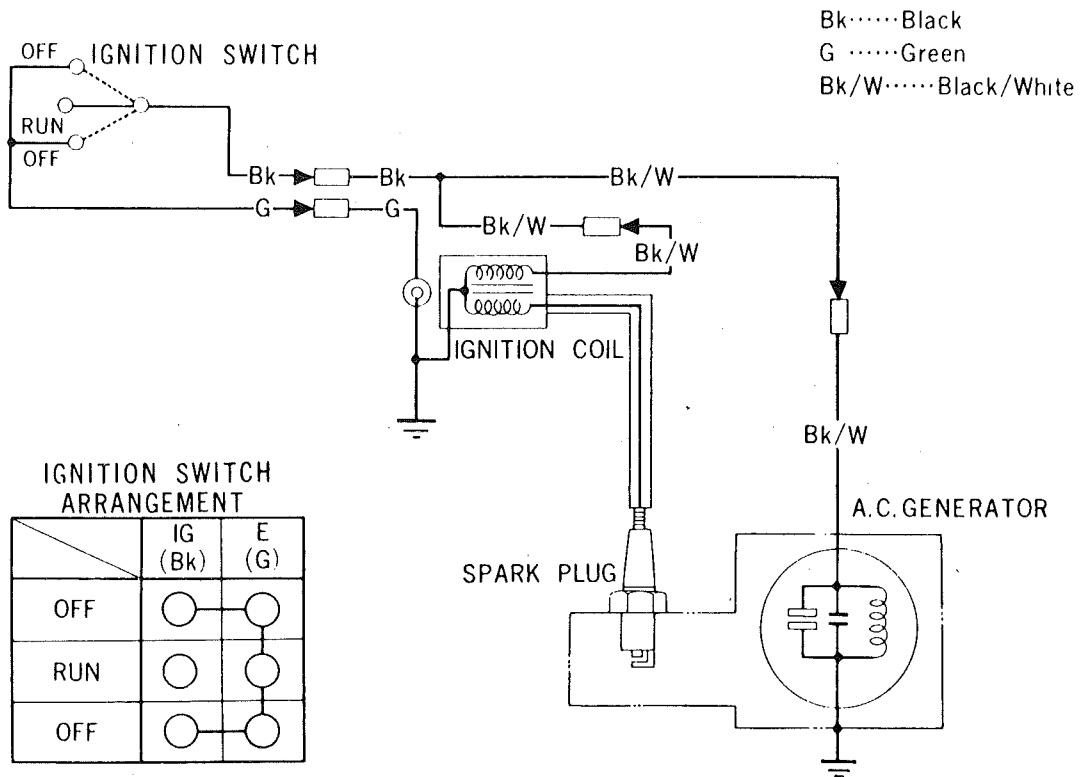 Bk······Black
G ······Green
Bk/W······Black/White
OFF
IGNITION SWITCH
RUN
OFF
Bk
Bk
Bk/W
G
G
Bk/W
Bk/W
IGNITION COIL
Bk/W
A.C. GENERATOR
SPARK PLUG
IGNITION SWITCH
ARRANGEMENT
IG
(Bk)
E
(G)
OFF
RUN
OFF